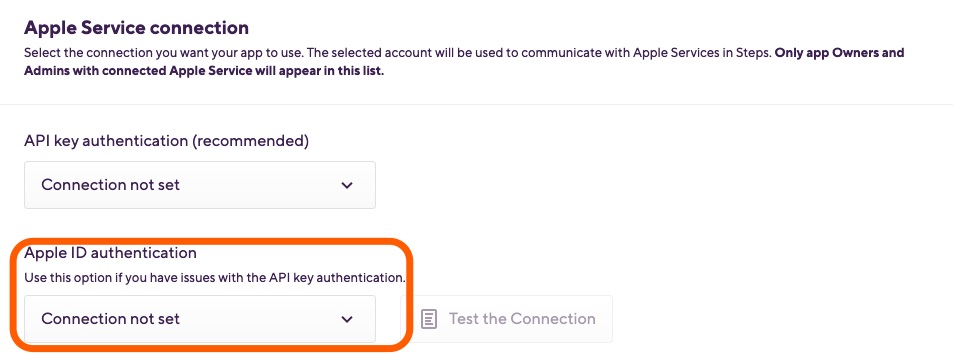 Apple Service connection
Select the connection you want your app to use. The selected account will be used to communicate with Apple Services in Steps. Only app Owners and
Admins with connected Apple Service will appear in this list.
API key authentication (recommended)
Connection not set
Apple ID authentication
Use this option if you have issues with the API key authentication.
Connection not set
Test the Connection